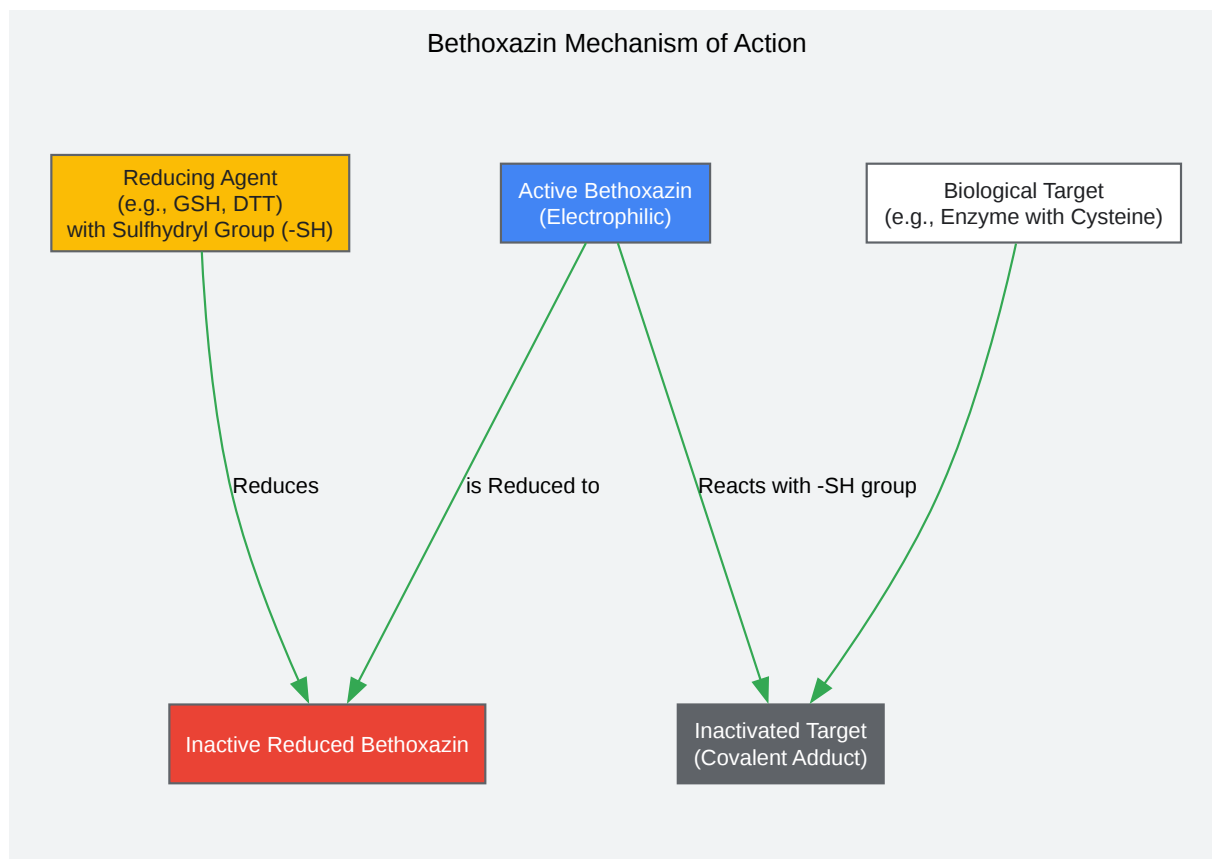 Bethoxazin Mechanism of Action
Reducing Agent
(e.g., GSH, DTT)
with Sulfhydryl Group (-SH)
Active Bethoxazin
(Electrophilic)
Biological Target
(e.g., Enzyme with Cysteine)
Reduces
is Reduced to
Reacts with -SH group
Inactive Reduced Bethoxazin
Inactivated Target
(Covalent Adduct)